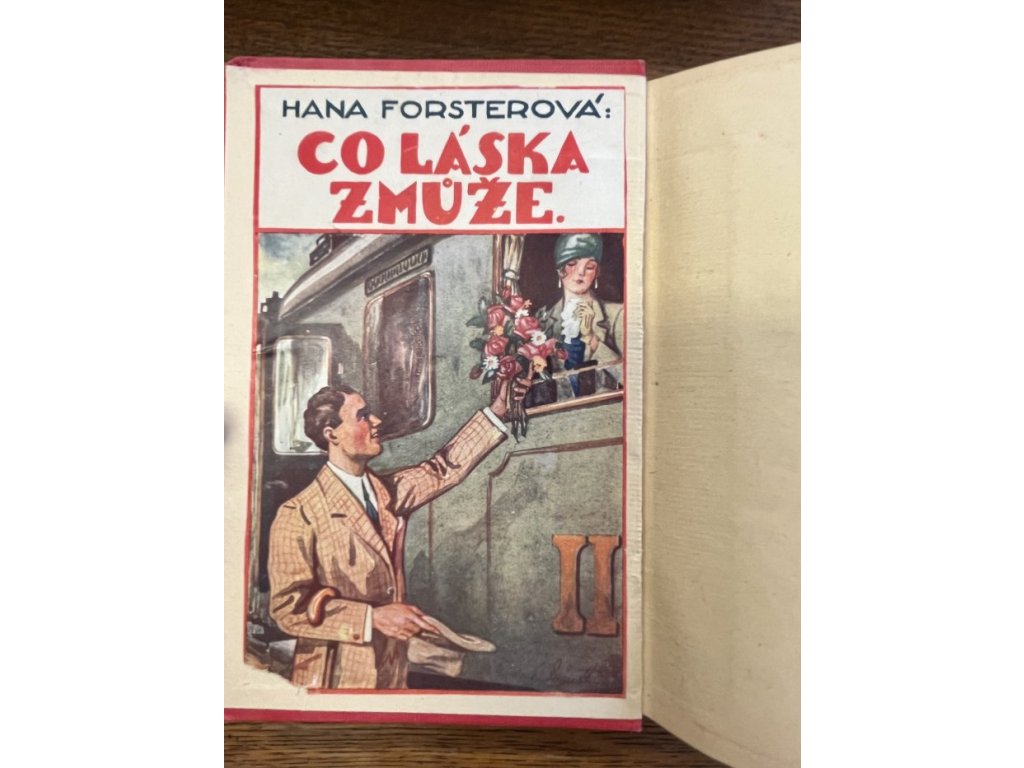 HANA FORSTEROVÁ:
CO LÁSKA
ZMŮŽE.
II